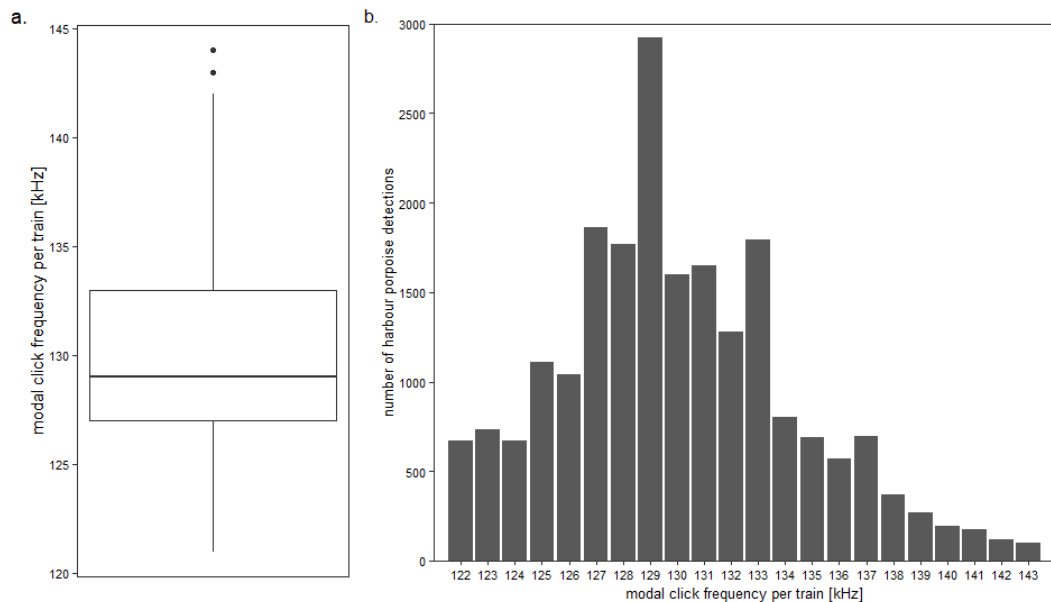 a.
145
140
135
130
125
120
modal click frequency per train [kHz]
b.
3000
2500
2000
1500
1000
500
0
number of harbour porpoise detections
122 123 124 125 126 127 128 129 130 131 132 133 134 135 136 137 138 139 140 141 142 143
modal click frequency per train [kHz]